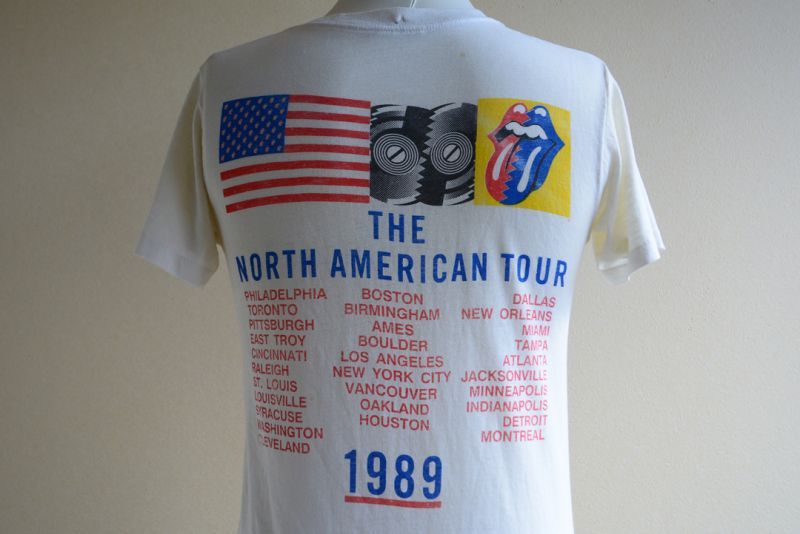 THE
NORTH AMERICAN TOUR
PHILADELPHIA
TORONTO
PITTSBURGH
EAST TROY
CINCINNATI
RALEIGH
ST. LOUIS
LOUISVILLE
SYRACUSE
WASHINGTON
CLEVELAND
BOSTON
BIRMINGHAM
AMES
BOULDER
LOS ANGELES
NEW YORK CITY
VANCOUVER
OAKLAND
HOUSTON
DALLAS
NEW ORLEANS
MIAMI
TAMPA
ATLANTA
JACKSONVILLE
MINNEAPOLIS
INDIANAPOLIS
DETROIT
MONTREAL
1989